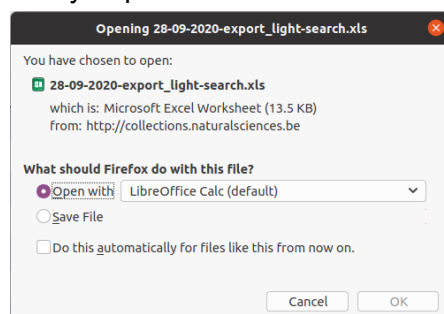 Opening 28-09-2020-export_light-search.xls
You have chosen to open:
28-09-2020-export_light-search.xls
which is: Microsoft Excel Worksheet (13.5 KB)
from: http://collections.naturalsciences.be
What should Firefox do with this file?
Open with LibreOffice Calc (default)
Save File
Do this automatically for files like this from now on.
Cancel OK